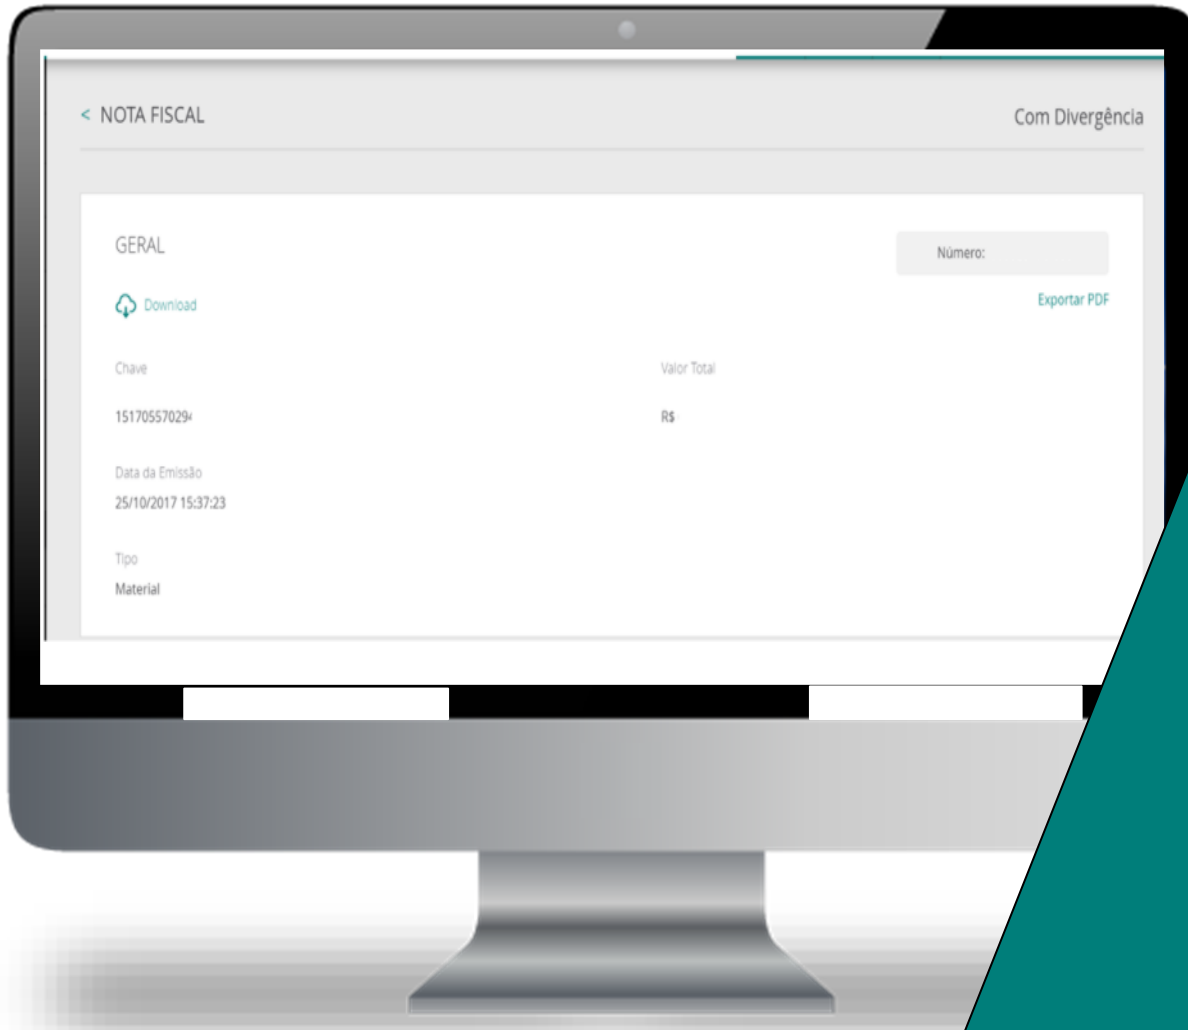 < NOTA FISCAL
Com Divergência
GERAL
Número:
Download
Exportar PDF
Chave
Valor Total
151705570294
R$
Data da Emissão
25/10/2017 15:37:23
Tipo
Material